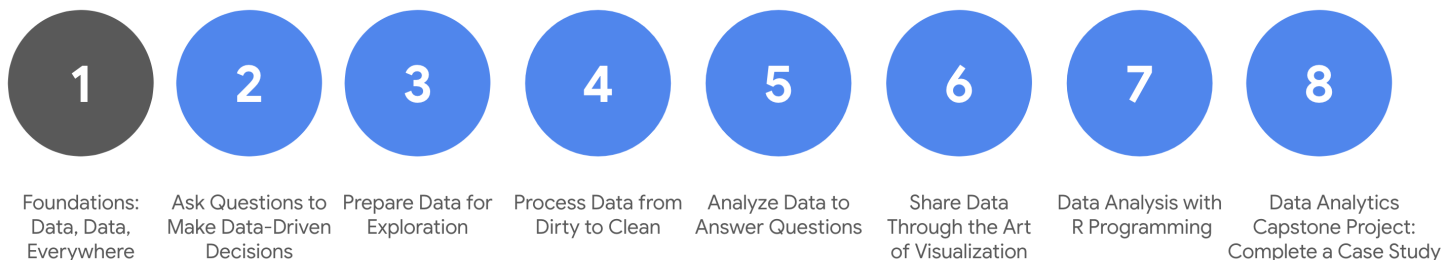 1
2
3
4
5
6
7
8
Foundations:
Data, Data,
Everywhere
Ask Questions to
Make Data-Driven
Decisions
Prepare Data for
Exploration
Process Data from
Dirty to Clean
Analyze Data to
Answer Questions
Share Data
Through the Art
of Visualization
Data Analysis with
R Programming
Data Analytics
Capstone Project:
Complete a Case Study